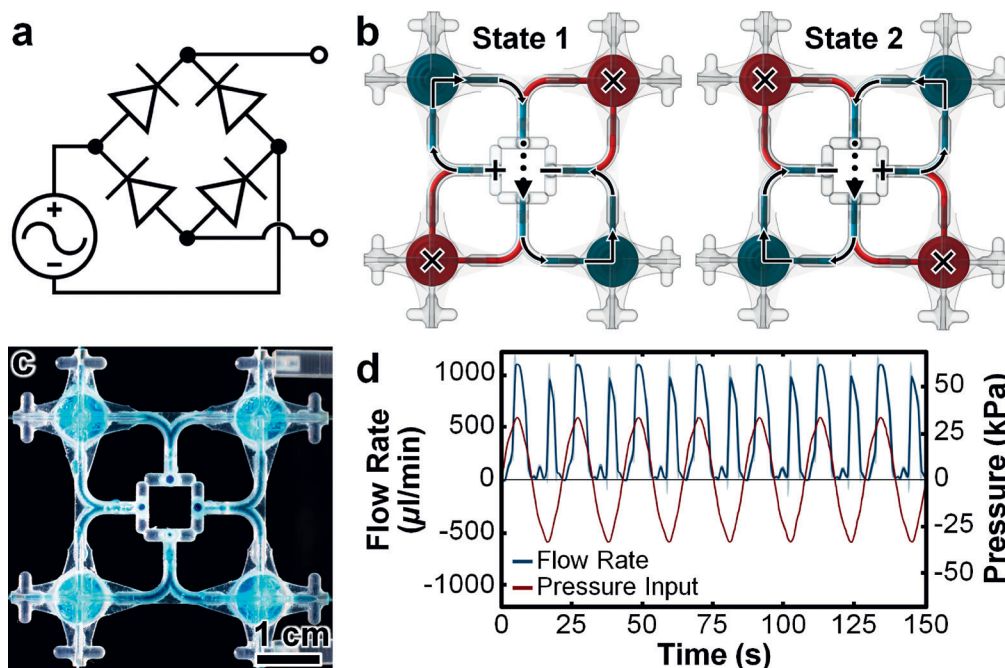 a
+
−
b
State 1
State 2
+
−
−
+
c
1 cm
d
Flow Rate
(µl/min)
1000
500
0
-500
-1000
Flow Rate
Pressure Input
50
25
0
-25
-50
Pressure (kPa)
0
25
50
75
100
125
150
Time (s)